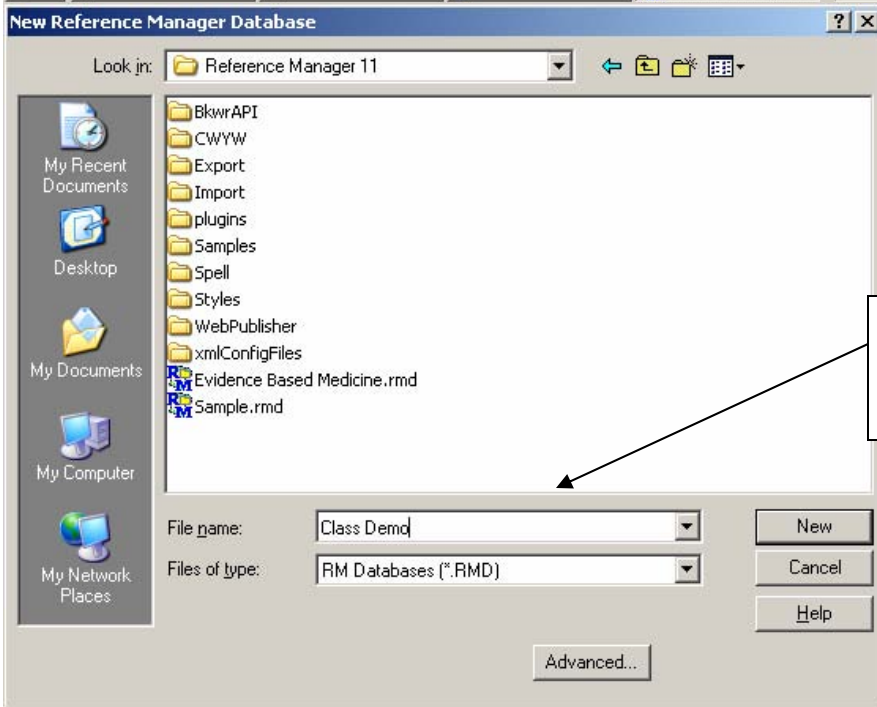 New Reference Manager Database
Look in: Reference Manager 11
My Recent
Documents
Desktop
My Documents
My Computer
My Network
Places
BkwrAPI
CWYW
Export
Import
plugins
Samples
Spell
Styles
WebPublisher
xmlConfigFiles
Evidence Based Medicine.rmd
Sample.rmd
File name: Class Demo New
Files of type: RM Databases (*.RMD) Cancel
Help
Advanced...